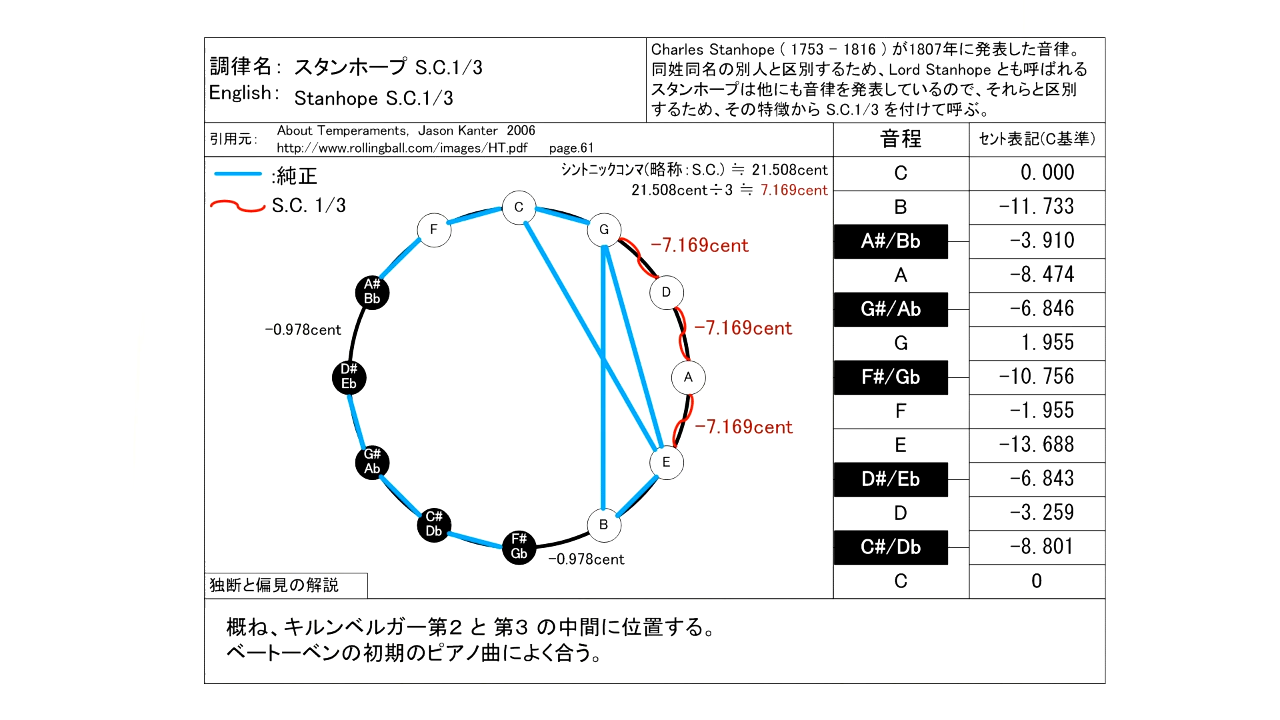 調律名： スタンホープ S.C.1/3
English： Stanhope S.C.1/3
Charles Stanhope ( 1753 - 1816 ) が1807年に発表した音律。
同姓同名の別人と区別するため、Lord Stanhope とも呼ばれる
スタンホープは他にも音律を発表しているので、それらと区別
するため、その特徴から S.C.1/3 を付けて呼ぶ。
引用元：
About Temperaments, Jason Kanter 2006
http://www.rollingball.com/images/HT.pdf page.61
音程 セント表記(C基準)
:純正
S.C. 1/3
シントニックコンマ(略称：S.C.) ≒ 21.508cent
21.508cent÷3 ≒ 7.169cent
C
G
D
A
E
B
F#
Gb
C#
Db
G#
Ab
D#
Eb
A#
Bb
F
-7.169cent
-7.169cent
-7.169cent
-0.978cent
-0.978cent
C 0.000
B -11.733
A#/Bb -3.910
A -8.474
G#/Ab -6.846
G 1.955
F#/Gb -10.756
F -1.955
E -13.688
D#/Eb -6.843
D -3.259
C#/Db -8.801
C 0
独断と偏見の解説
概ね、キルンベルガー第2 と 第3 の中間に位置する。
ベートーベンの初期のピアノ曲によく合う。